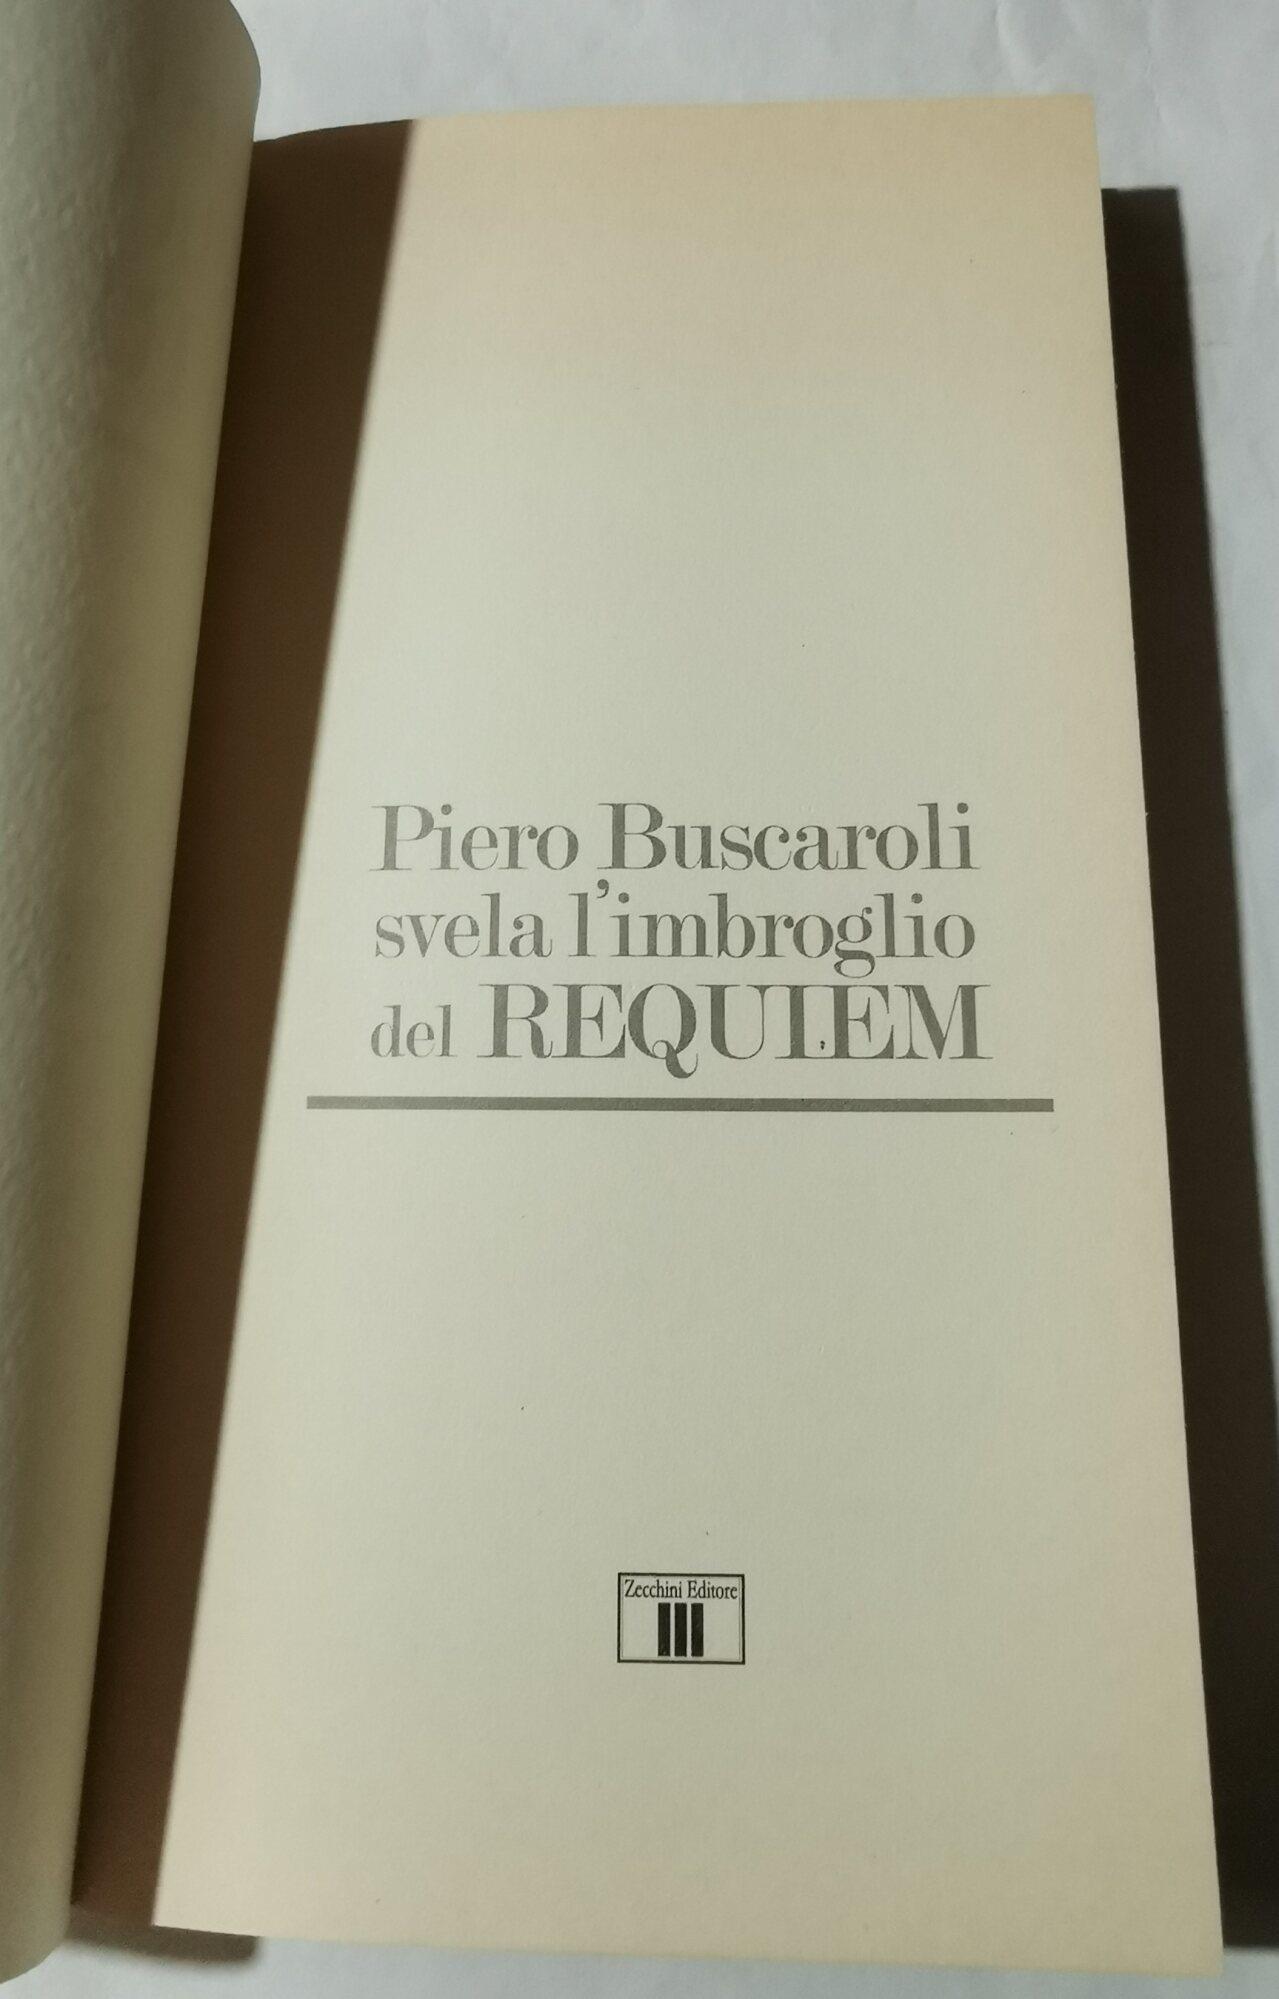 Piero Buscaroli
svela l'imbroglio
del REQUIEM
Zecchini Editore